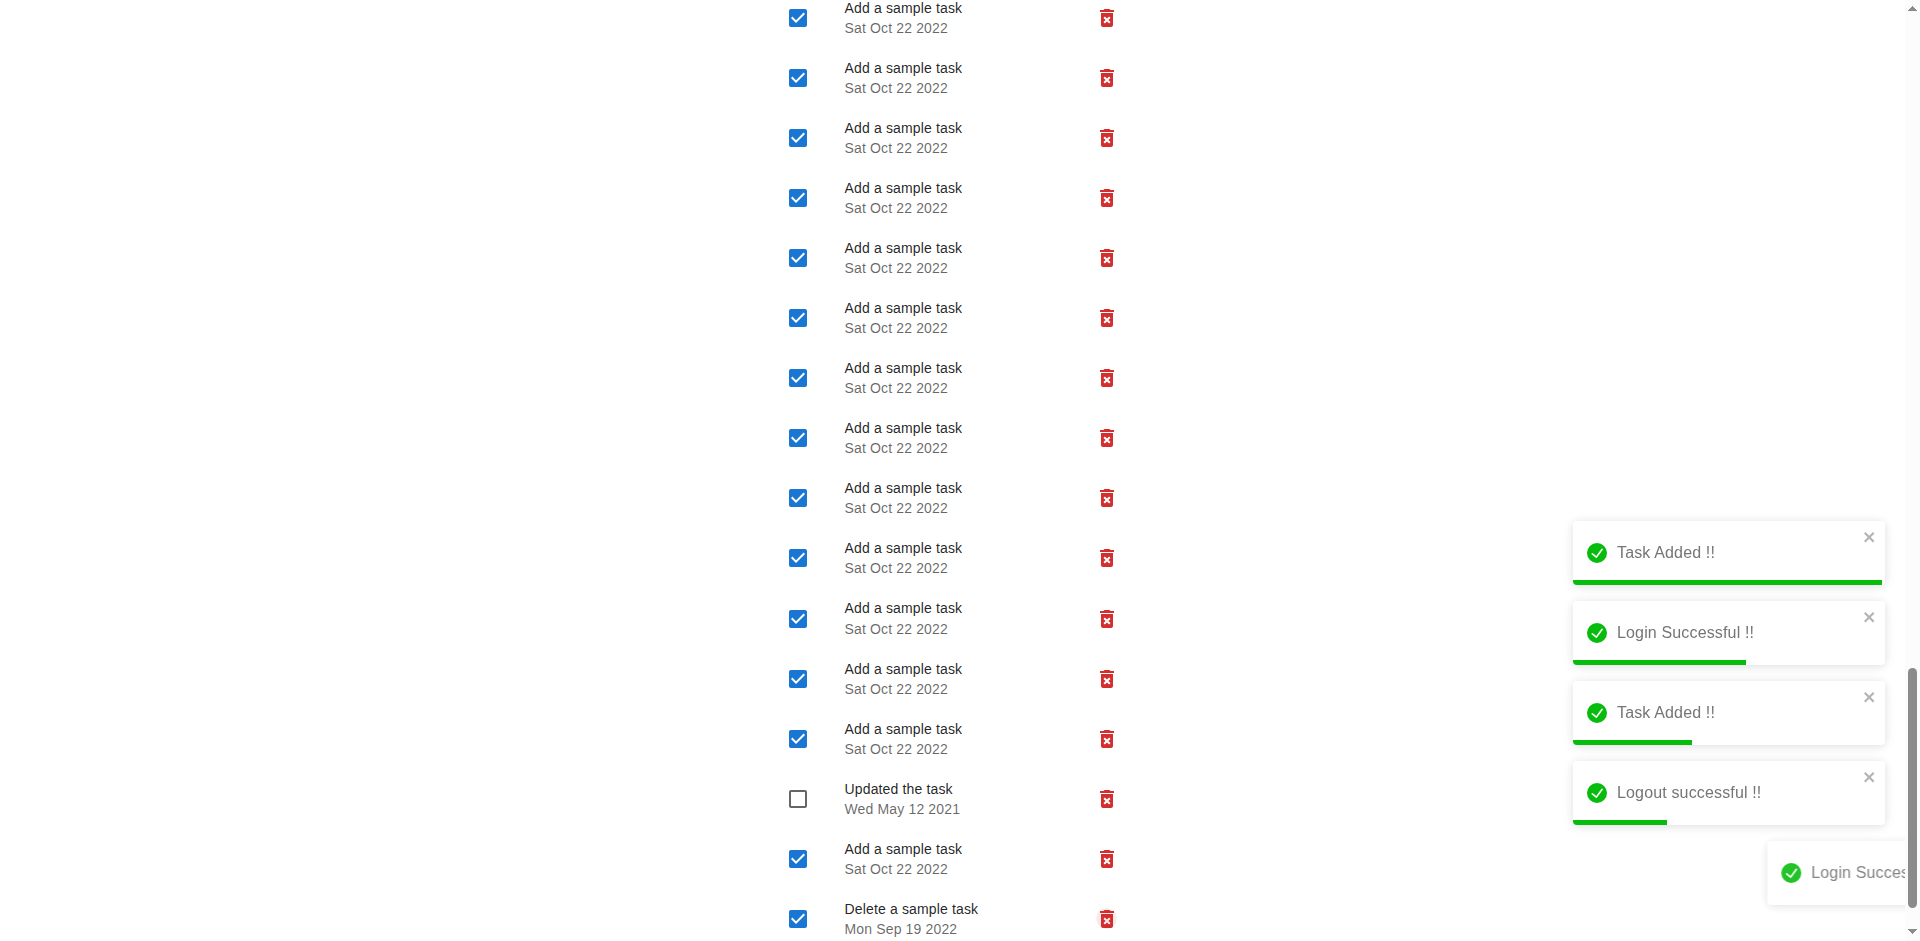 Add a sample task
Sat Oct 22 2022
Add a sample task
Sat Oct 22 2022
Add a sample task
Sat Oct 22 2022
Add a sample task
Sat Oct 22 2022
Add a sample task
Sat Oct 22 2022
Add a sample task
Sat Oct 22 2022
Add a sample task
Sat Oct 22 2022
Add a sample task
Sat Oct 22 2022
Add a sample task
Sat Oct 22 2022
Add a sample task
Sat Oct 22 2022
Add a sample task
Sat Oct 22 2022
Add a sample task
Sat Oct 22 2022
Add a sample task
Sat Oct 22 2022
Updated the task
Wed May 12 2021
Add a sample task
Sat Oct 22 2022
Delete a sample task
Mon Sep 19 2022
Task Added !!
Login Successful !!
Task Added !!
Logout successful !!
Login Succes